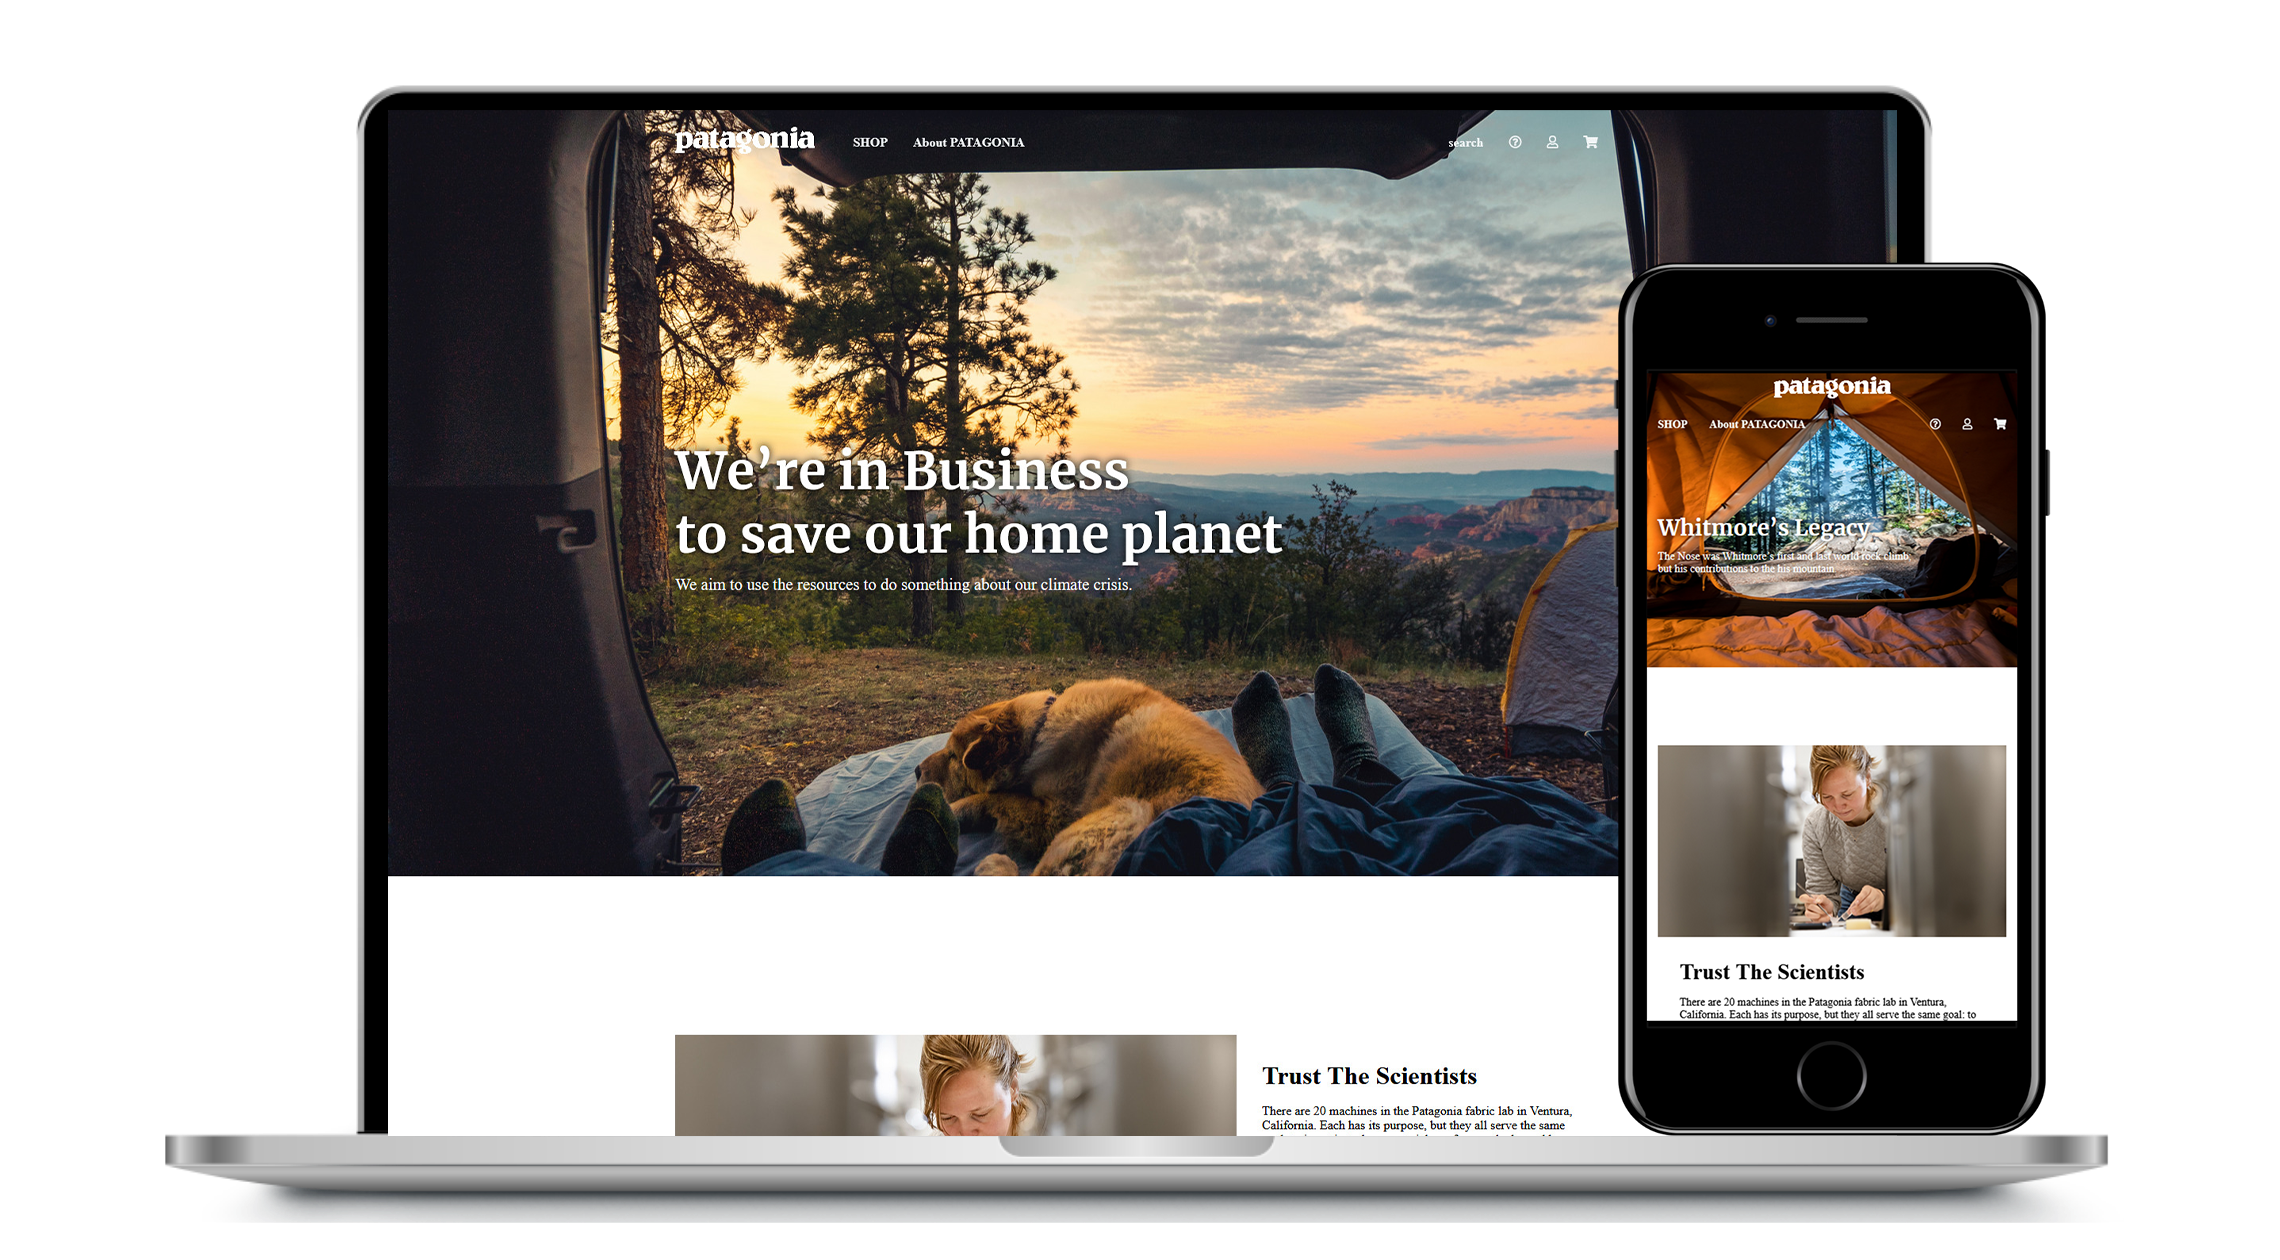 patagonia
SHOP
About PATAGONIA
search
We're in Business
to save our home planet
We aim to use the resources to do something about our climate crisis.
Trust The Scientists
There are 20 machines in the Patagonia fabric lab in Ventura,
California. Each has its purpose, but they all serve the same
patagonia
SHOP
About PATAGONIA
Whitmore's Legacy
The Nose was Whitmore's first and last world rock climb
but his contributions to the his mountain
Trust The Scientists
There are 20 machines in the Patagonia fabric lab in Ventura,
California. Each has its purpose, but they all serve the same goal: to